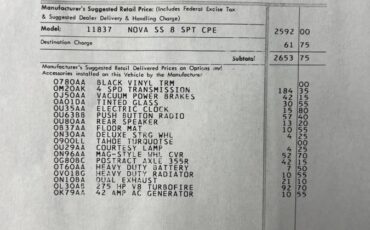 Manufacturer's Suggested Retail Price: (Includes Federal Excise Tax
& Suggested Dealer Delivery & Handling Charge)
Model: 11837 NOVA SS 8 SPT CPE 2592 00
Destination Charge 61 75
Subtotal 2653 75
Manufacturer's Suggested Delivered Prices on Options and/
Accessories Installed on this Vehicle by the Manufacturer
0780AA BLACK VINYL TRM 00
0M20AK 4 SPD TRANSMISSION 184 35
0J50AA VACUUM POWER BRAKES 42 15
0A01DA TINTED GLASS 30 55
0U35AA ELECTRIC CLOCK 15 80
0U63BB PUSH BUTTON RADIO 57 40
0U80AA REAR SPEAKER 13 20
0B37AA FLOOR MAT 10 55
0N30AA DELUXE STRG WHL 4 25
0900LL TAHOE TURQUOISE 00
0U29AA COURTESY LAMP 4 25
0N96AA MAG-STYLE WHL CVR 52 70
0G80BC POSTRACT AXLE 355R 42 15
0T60AA HEAVY DUTY BATTERY 7 50
0V01BG HEAVY DUTY RADIATOR 10 55
0N10BA DUAL EXHAUST 21 10
0L30AB 275 HP V8 TURBOFIRE 92 70
0K79AA 42 AMP AC GENERATOR 10 55